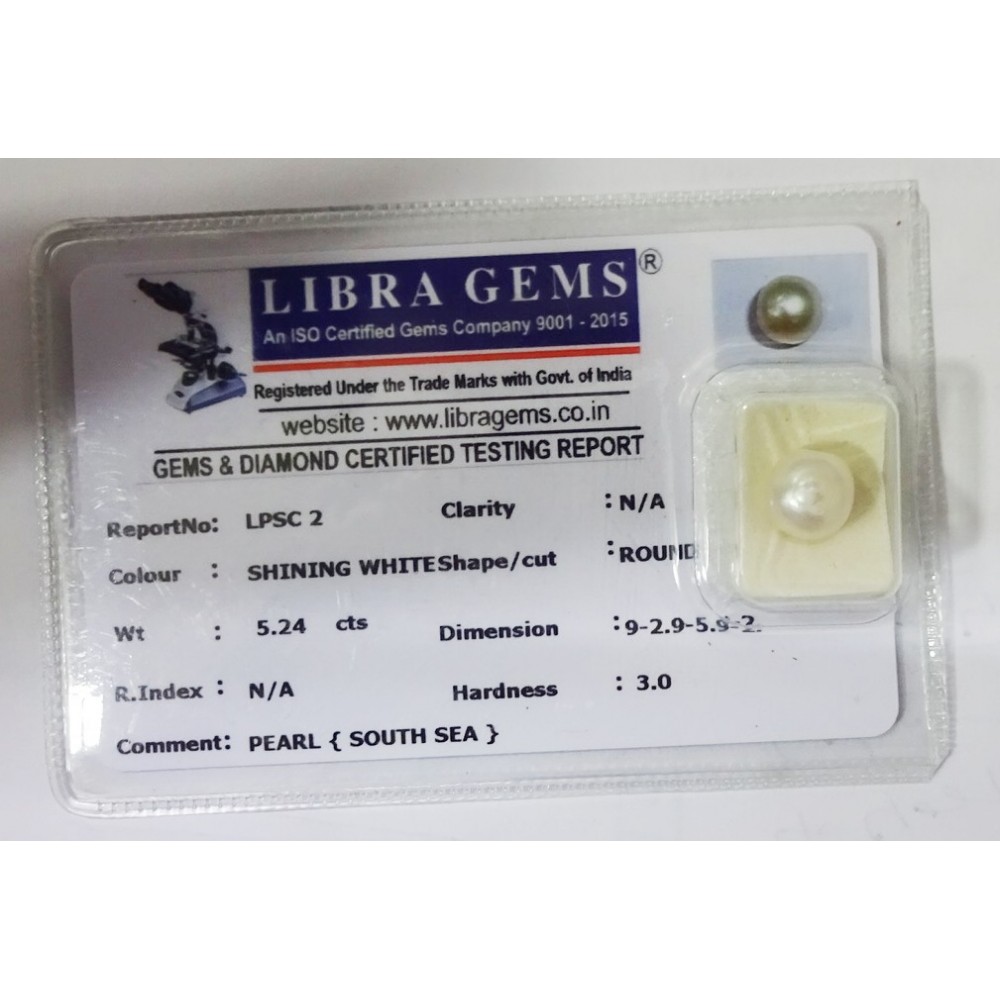 LIBRA GEMS®
An ISO Certified Gems Company 9001 - 2015
Registered Under the Trade Marks with Govt. of India
website : www.libragems.co.in
GEMS & DIAMOND CERTIFIED TESTING REPORT
ReportNo: LPSC 2 Clarity : N/A
Colour : SHINING WHITE Shape/cut : ROUND
Wt : 5.24 cts Dimension : 9-2.9-5.9-2.
R.Index : N/A Hardness : 3.0
Comment: PEARL { SOUTH SEA }